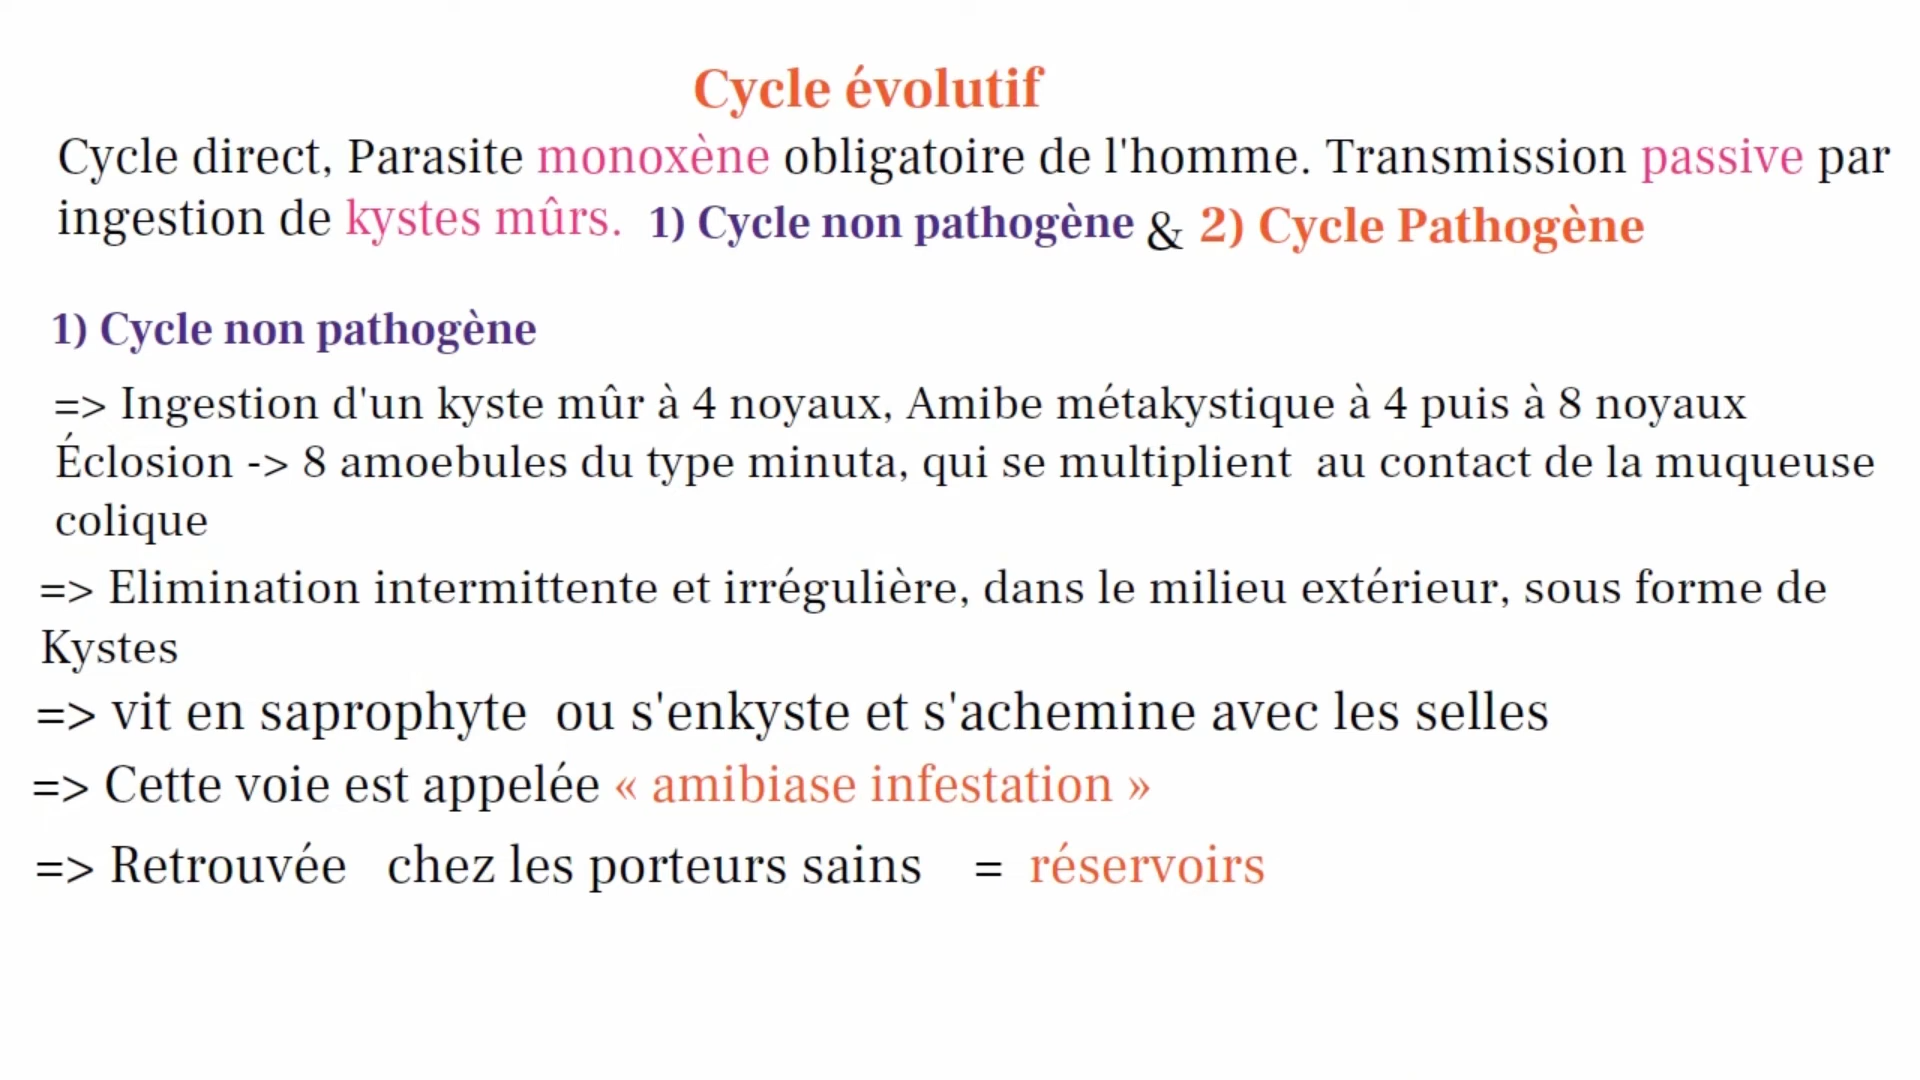 Cycle évolutif
Cycle direct, Parasite monoxène obligatoire de l'homme. Transmission passive par
ingestion de kystes mûrs. 1) Cycle non pathogène & 2) Cycle Pathogène
1) Cycle non pathogène
=> Ingestion d'un kyste mûr à 4 noyaux, Amibe métakystique à 4 puis à 8 noyaux
Éclosion -> 8 amoebules du type minuta, qui se multiplient au contact de la muqueuse
colique
=> Elimination intermittente et irrégulière, dans le milieu extérieur, sous forme de
Kystes
=> vit en saprophyte ou s'enkyste et s'achemine avec les selles
=> Cette voie est appelée « amibiase infestation »
=> Retrouvée chez les porteurs sains = réservoirs